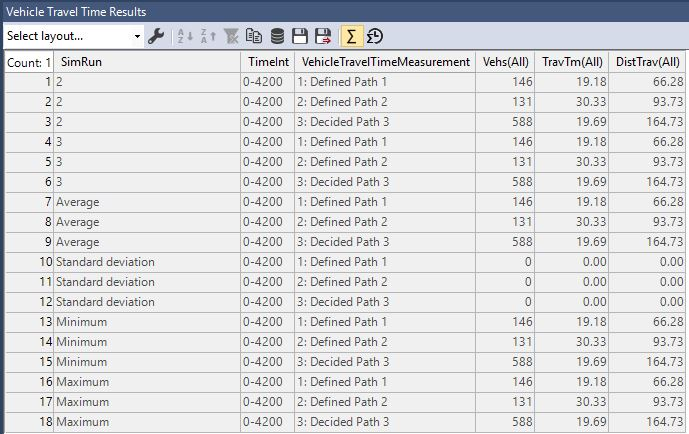 Vehicle Travel Time Results
Select layout...
Count: 1 SimRun TimeInt VehicleTravelTimeMeasurement Vehs(All) TravTm(All) DistTrav(All)
1 2 0-4200 1: Defined Path 1 146 19.18 66.28
2 2 0-4200 2: Defined Path 2 131 30.33 93.73
3 2 0-4200 3: Decided Path 3 588 19.69 164.73
4 3 0-4200 1: Defined Path 1 146 19.18 66.28
5 3 0-4200 2: Defined Path 2 131 30.33 93.73
6 3 0-4200 3: Decided Path 3 588 19.69 164.73
7 Average 0-4200 1: Defined Path 1 146 19.18 66.28
8 Average 0-4200 2: Defined Path 2 131 30.33 93.73
9 Average 0-4200 3: Decided Path 3 588 19.69 164.73
10 Standard deviation 0-4200 1: Defined Path 1 0 0.00 0.00
11 Standard deviation 0-4200 2: Defined Path 2 0 0.00 0.00
12 Standard deviation 0-4200 3: Decided Path 3 0 0.00 0.00
13 Minimum 0-4200 1: Defined Path 1 146 19.18 66.28
14 Minimum 0-4200 2: Defined Path 2 131 30.33 93.73
15 Minimum 0-4200 3: Decided Path 3 588 19.69 164.73
16 Maximum 0-4200 1: Defined Path 1 146 19.18 66.28
17 Maximum 0-4200 2: Defined Path 2 131 30.33 93.73
18 Maximum 0-4200 3: Decided Path 3 588 19.69 164.73